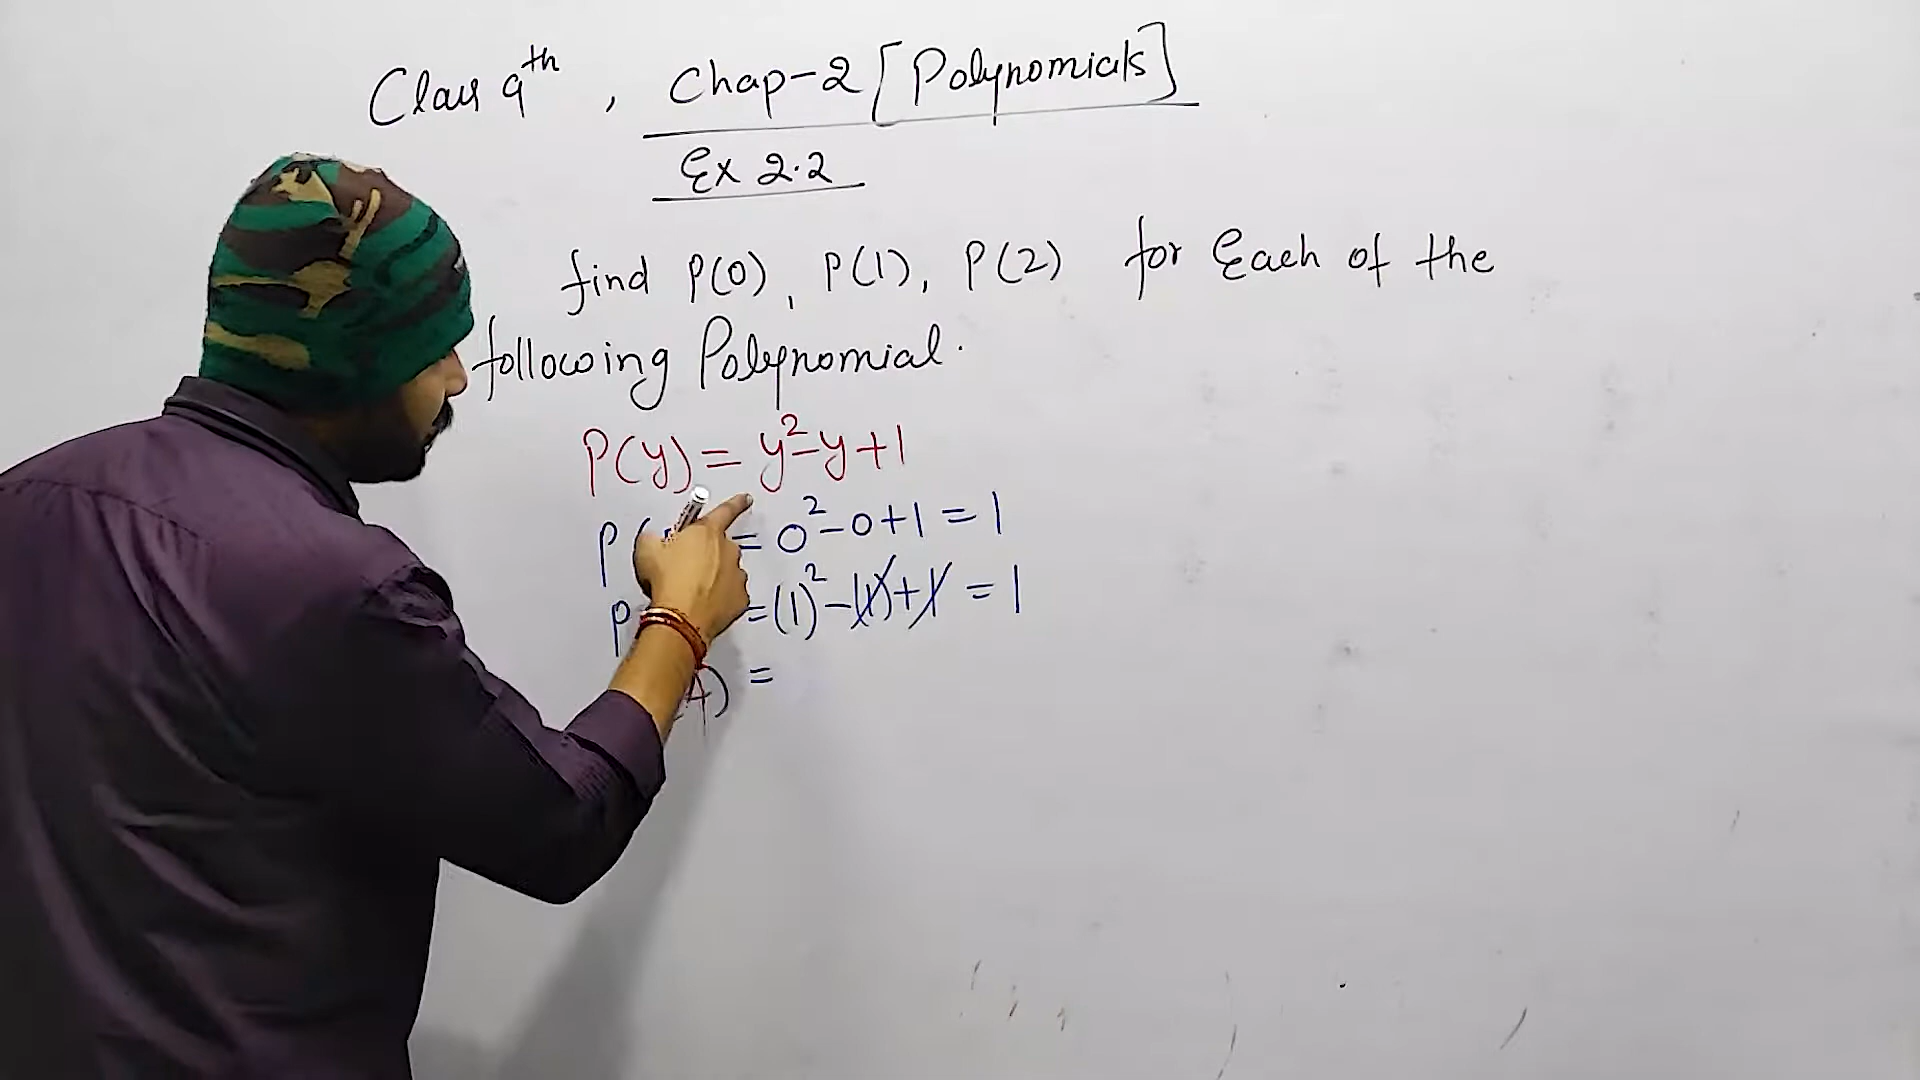 Class 9th, Chap-2 [Polynomials]
Ex 2.2
find P(0), P(1), P(2) for Each of the
following Polynomial.
P(y) = y²-y+1
P( = 0²-0+1 = 1
P = (1)²-(1)+1 = 1
) =